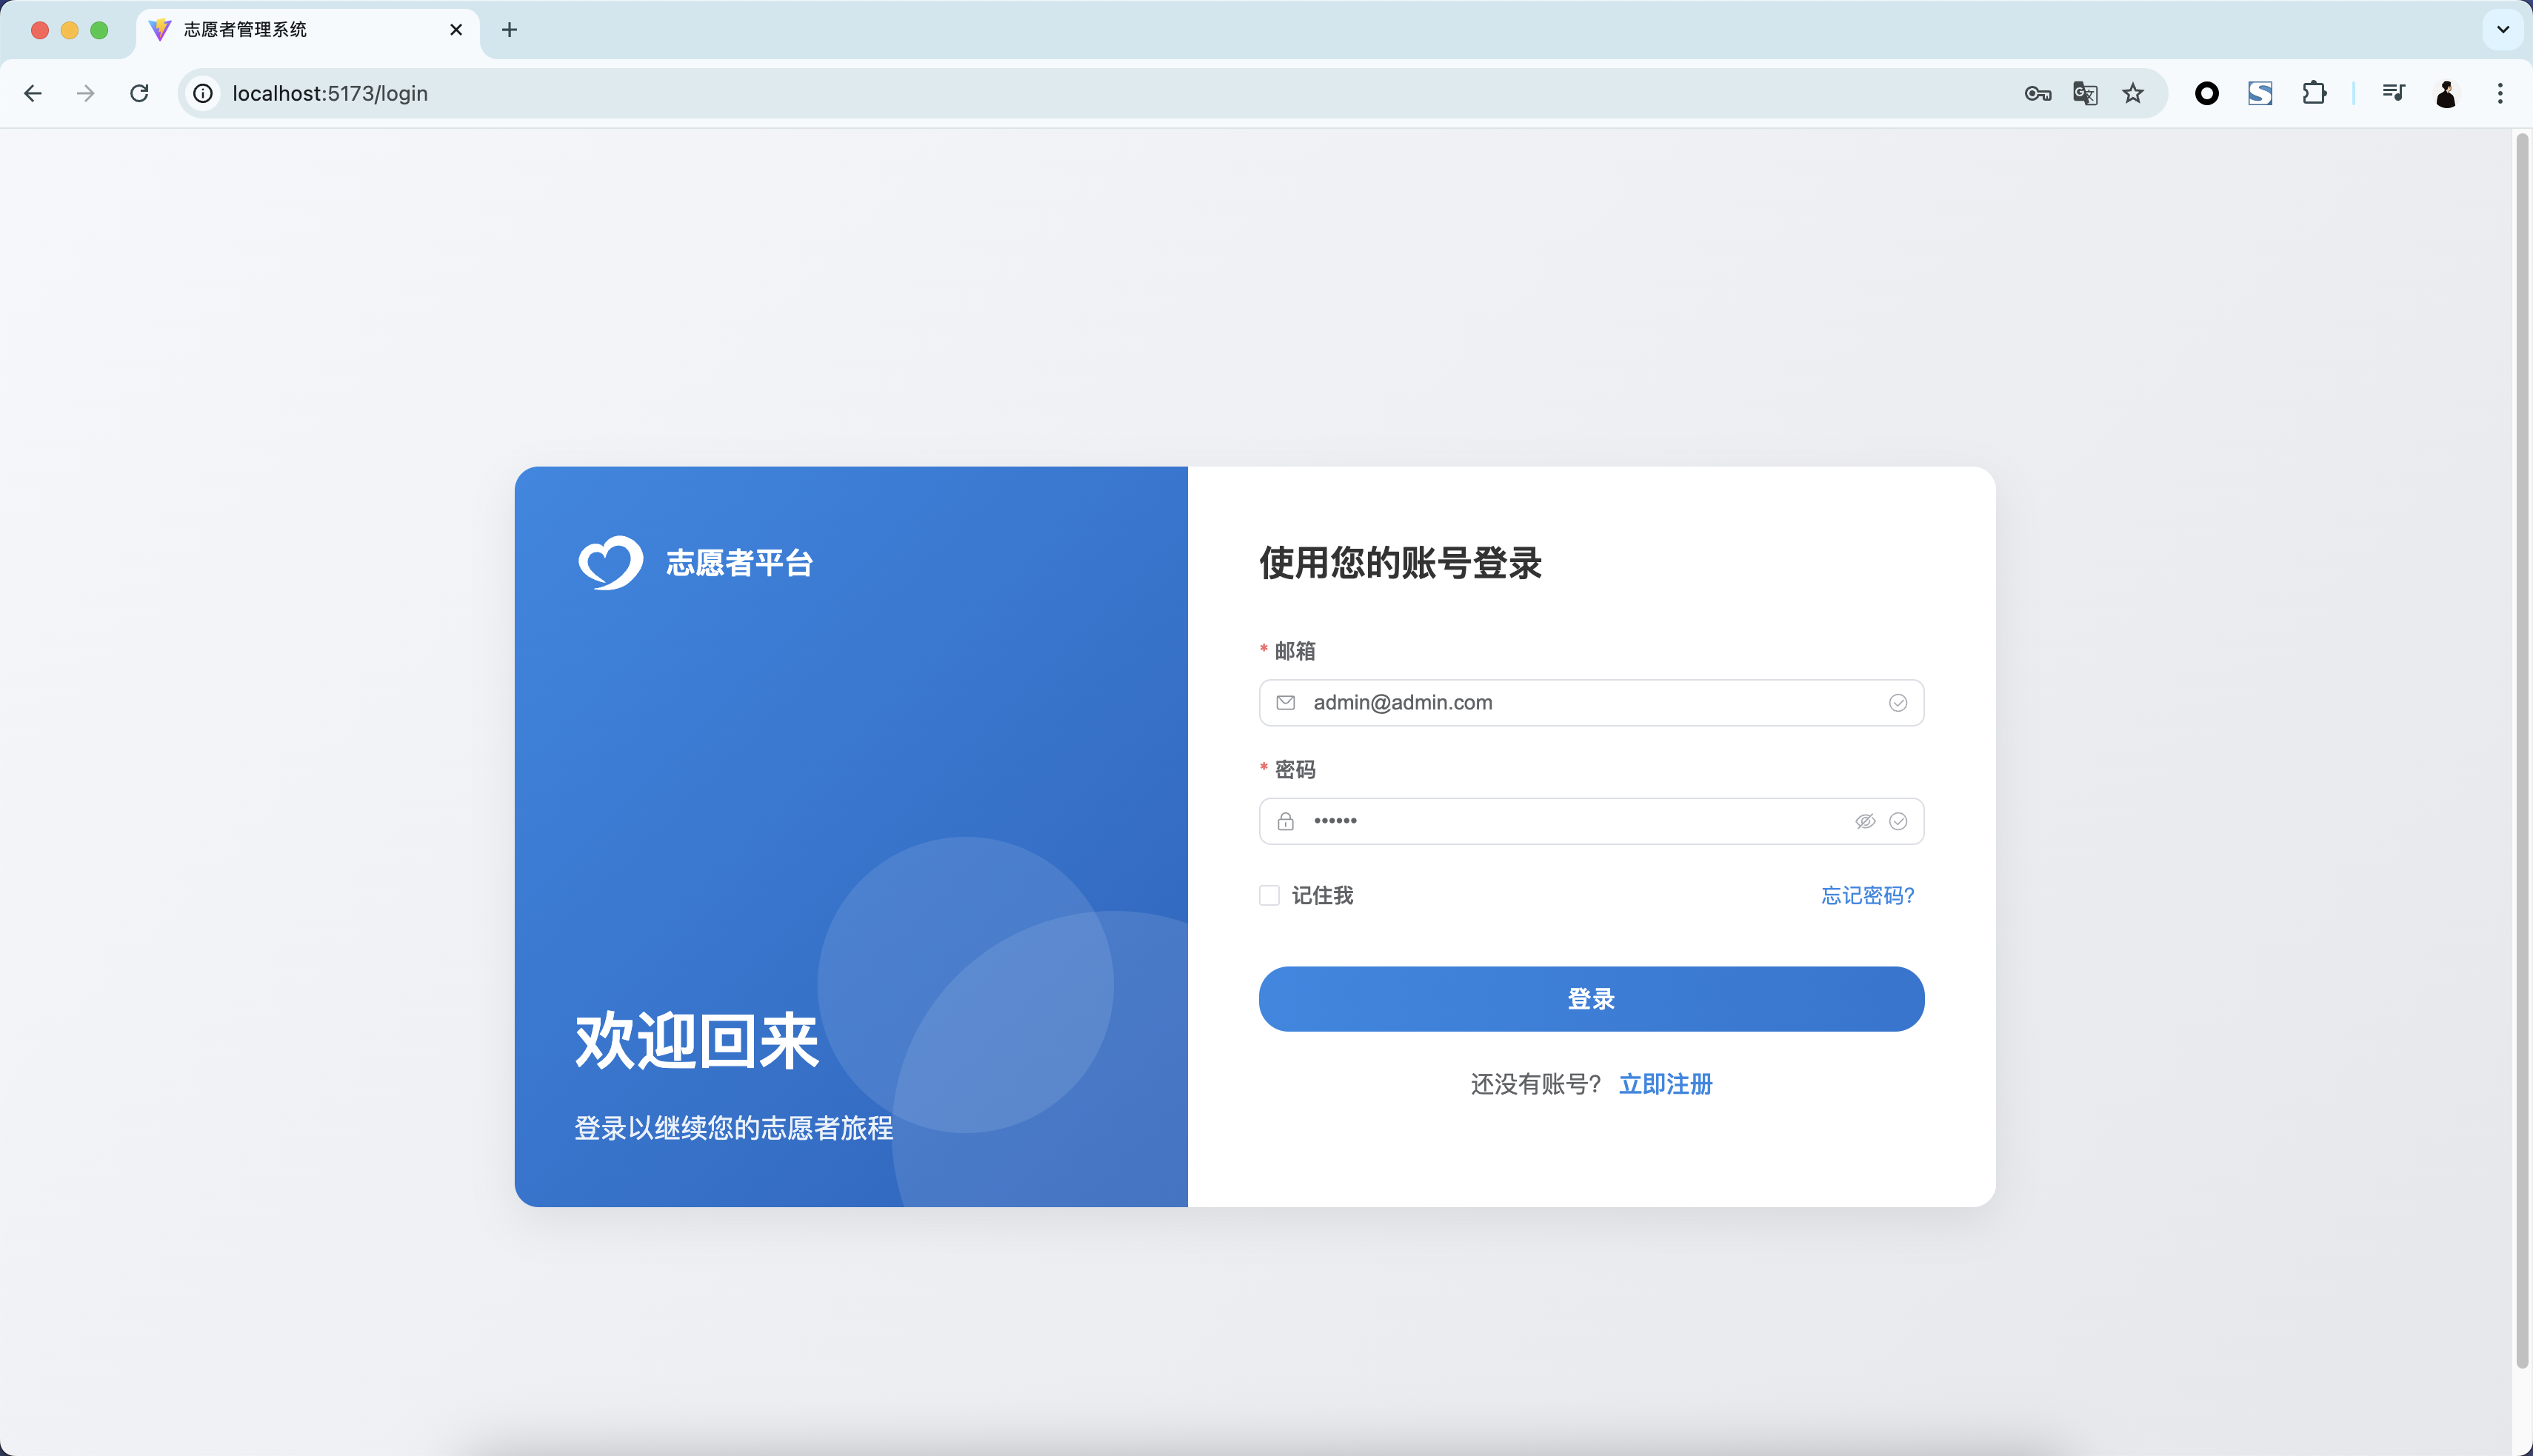 志愿者管理系统
localhost:5173/login
志愿者平台
欢迎回来
登录以继续您的志愿者旅程
使用您的账号登录
* 邮箱
admin@admin.com
* 密码
••••••
记住我 忘记密码?
登录
还没有账号? 立即注册